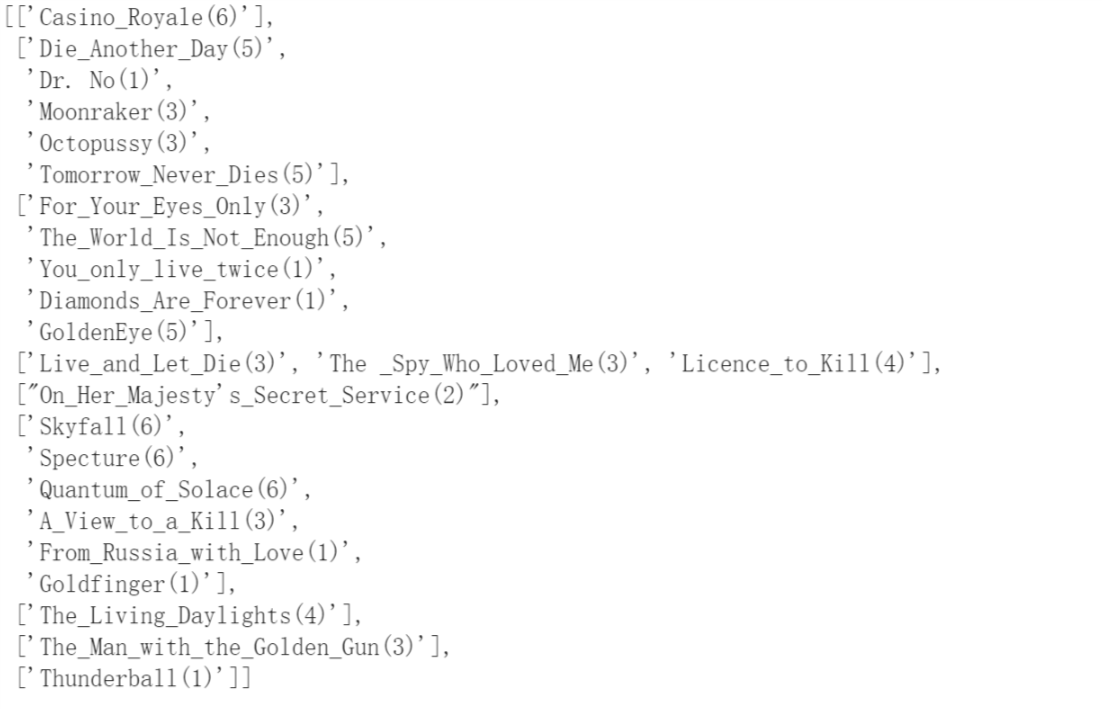 [['Casino_Royale(6)'],
['Die_Another_Day(5)',
'Dr. No(1)',
'Moonraker(3)',
'Octopussy(3)',
'Tomorrow_Never_Dies(5)'],
['For_Your_Eyes_Only(3)',
'The_World_Is_Not_Enough(5)',
'You_only_live_twice(1)',
'Diamonds_Are_Forever(1)',
'GoldenEye(5)'],
['Live_and_Let_Die(3)', 'The _Spy_Who_Loved_Me(3)', 'Licence_to_Kill(4)'],
["On_Her_Majesty's_Secret_Service(2)"],
['Skyfall(6)',
'Specture(6)',
'Quantum_of_Solace(6)',
'A_View_to_a_Kill(3)',
'From_Russia_with_Love(1)',
'Goldfinger(1)'],
['The_Living_Daylights(4)'],
['The_Man_with_the_Golden_Gun(3)'],
['Thunderball(1)']]